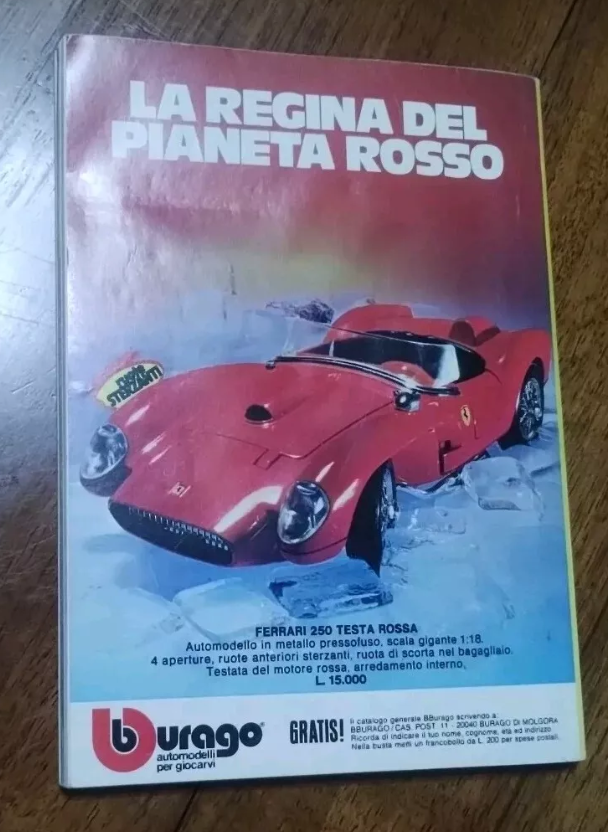 LA REGINA DEL
PIANETA ROSSO
ruote
STERZANTI
FERRARI 250 TESTA ROSSA
Automodello in metallo pressofuso, scala gigante 1:18.
4 aperture, ruote anteriori sterzanti, ruota di scorta nel bagagliaio.
Testata del motore rossa, arredamento interno.
L. 15.000
bburago®
automodelli
per giocarvi
GRATIS!
Il catalogo generale BBurago scrivendo a:
BBURAGO / CAS. POST. 11 - 20040 BURAGO DI MOLGORA
Ricorda di indicare il tuo nome, cognome, età ed indirizzo.
Nella busta metti un francobollo da L. 200 per spese postali.